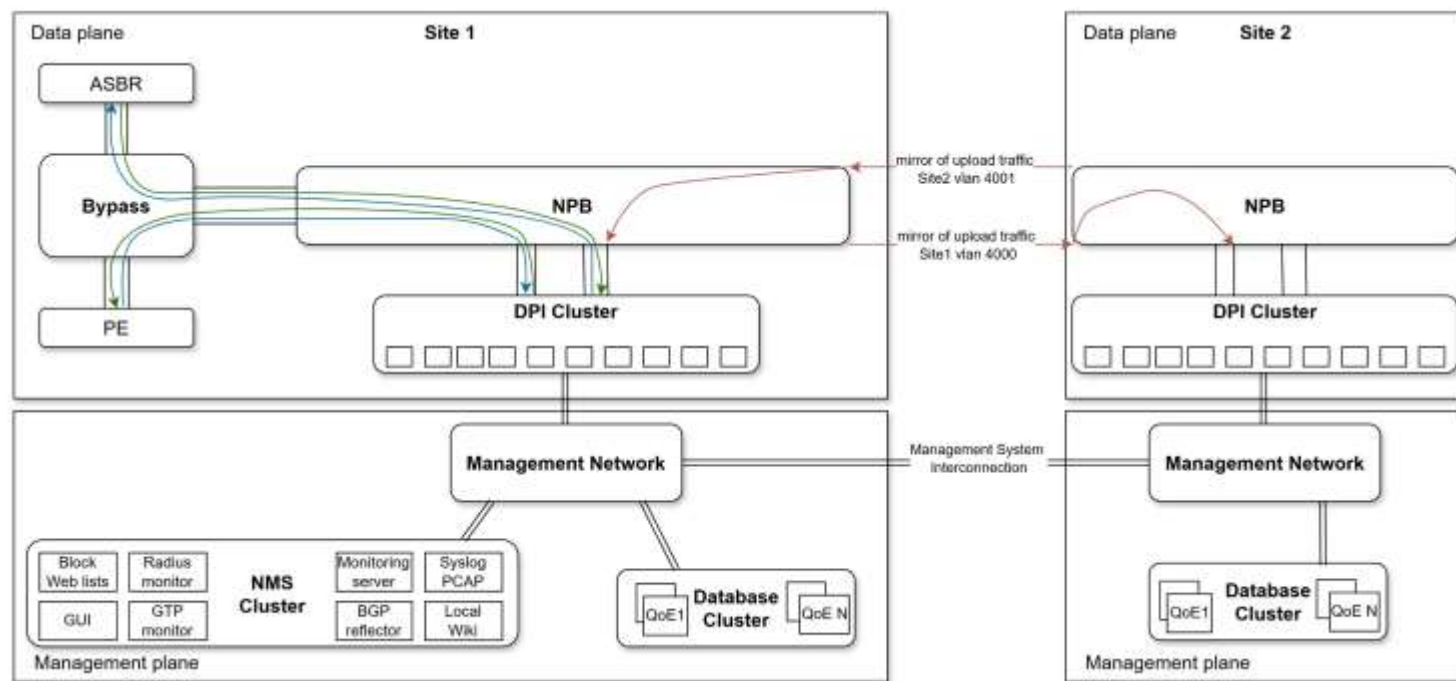 Data plane
Site 1
ASBR
Bypass
PE
NPB
DPI Cluster
mirror of upload traffic
Site2 vlan 4001
mirror of upload traffic
Site1 vlan 4000
Data plane
Site 2
NPB
DPI Cluster
Management Network
Management System
interconnection
Management Network
Block
Web lists
Radius
monitor
NMS
Cluster
Monitoring
server
Syslog
PCAP
GUI
GTP
monitor
BGP
reflector
Local
Wiki
QoE1
Database
Cluster
QoE N
Management plane
QoE1
Database
Cluster
QoE N
Management plane